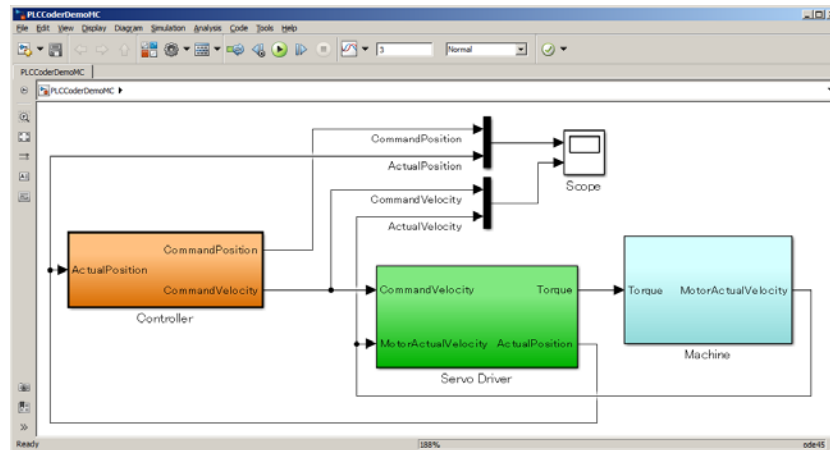 PLCCoderDemoMC
File Edit View Display Diagram Simulation Analysis Code Tools Help
3 Normal
PLCCoderDemoMC
PLCCoderDemoMC
CommandPosition
ActualPosition
Scope
CommandVelocity
ActualVelocity
CommandPosition
ActualPosition
CommandVelocity
Controller
CommandVelocity Torque
MotorActualVelocity ActualPosition
Servo Driver
Torque MotorActualVelocity
Machine
Ready 188% ode45